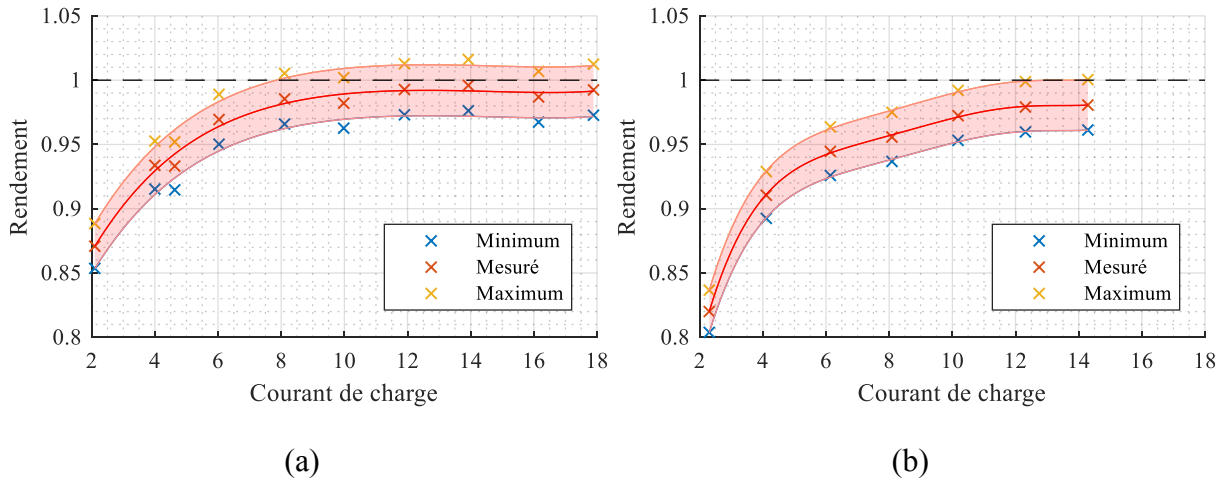 1.05
1
0.95
0.9
0.85
0.8
2 4 6 8 10 12 14 16 18
Rendement
Courant de charge
Minimum
Mesuré
Maximum
(a)
1.05
1
0.95
0.9
0.85
0.8
2 4 6 8 10 12 14 16 18
Rendement
Courant de charge
Minimum
Mesuré
Maximum
(b)